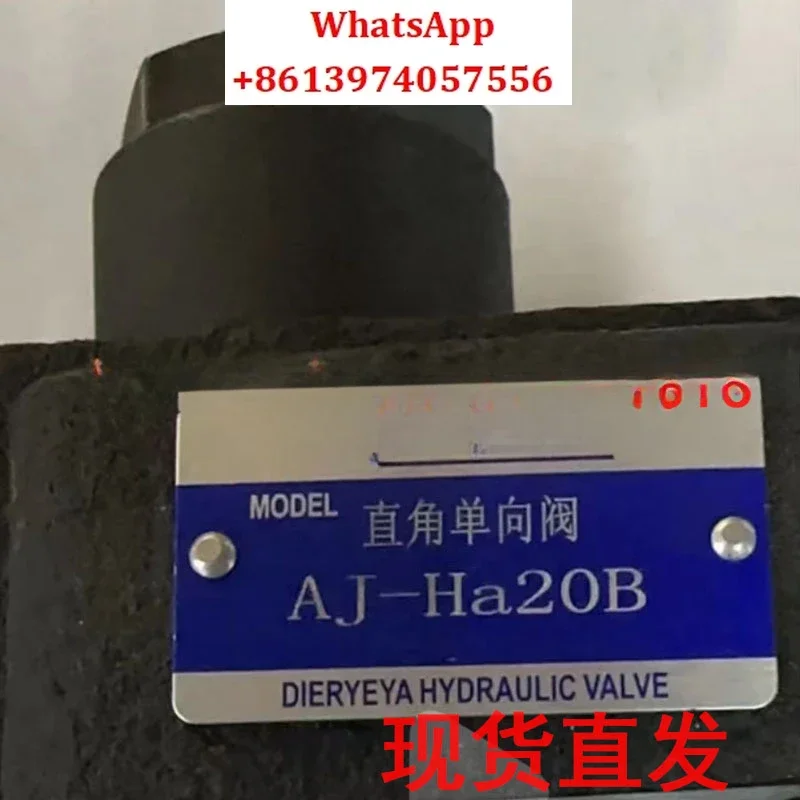 WhatsApp
+8613974057556
1010
MODEL 直角单向阀
AJ-Ha20B
DIERYEYA HYDRAULIC VALVE
现货直发